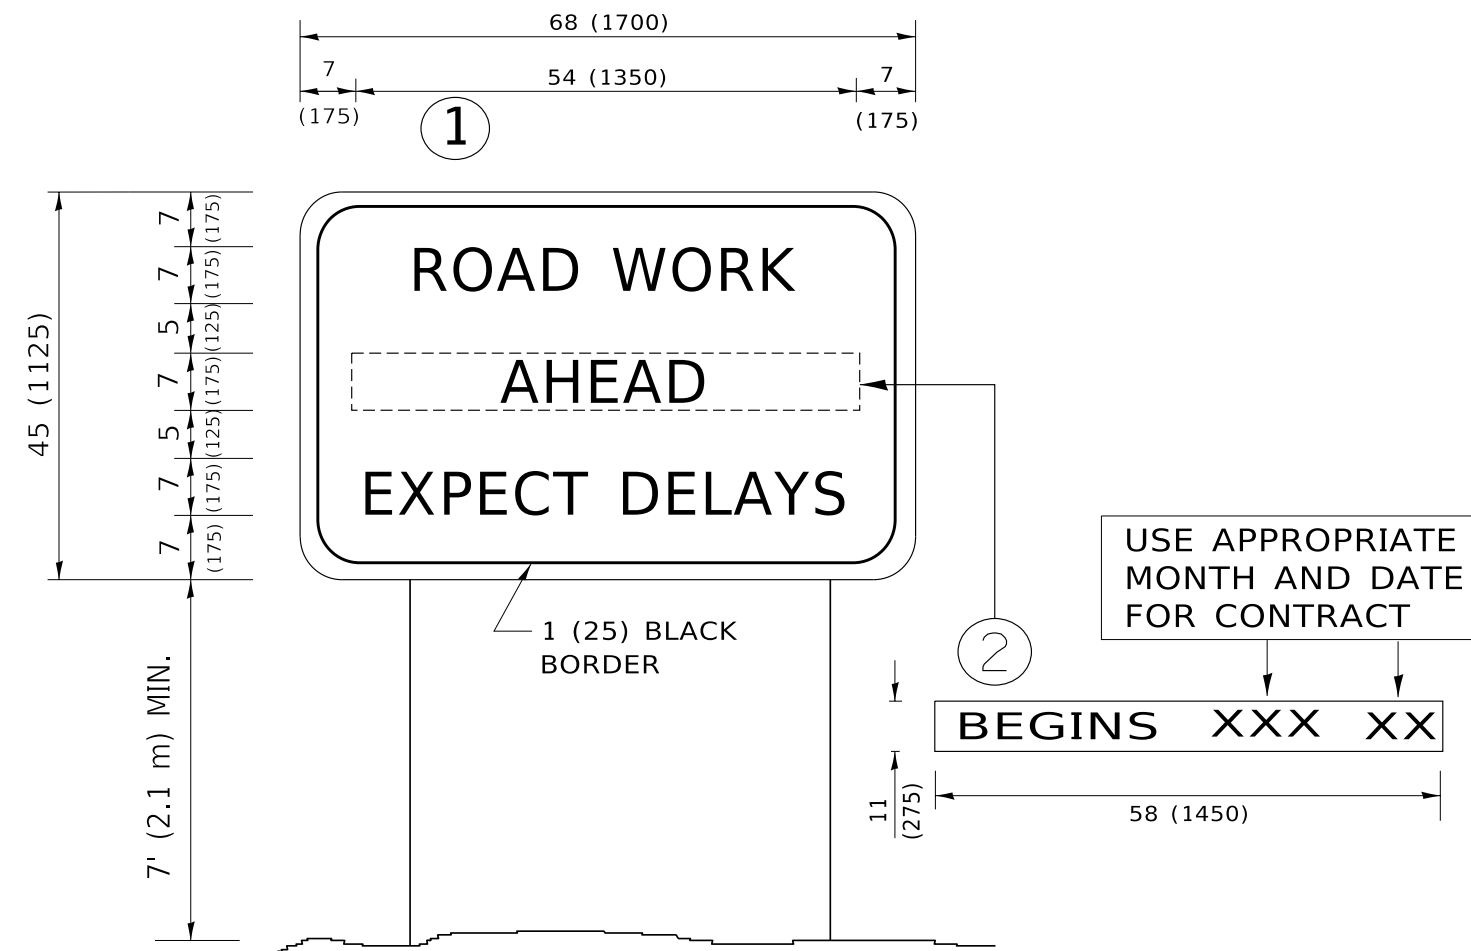 68 (1700)
7
54 (1350)
7
(175)
(175)
1
7
(175)
7
(175)
5
(125)
7
(175)
5
(125)
7
(175)
7
(175)
45 (1125)
ROAD WORK
AHEAD
EXPECT DELAYS
1 (25) BLACK
BORDER
7' (2.1 m) MIN.
USE APPROPRIATE
MONTH AND DATE
FOR CONTRACT
2
BEGINS XXX XX
11
(275)
58 (1450)